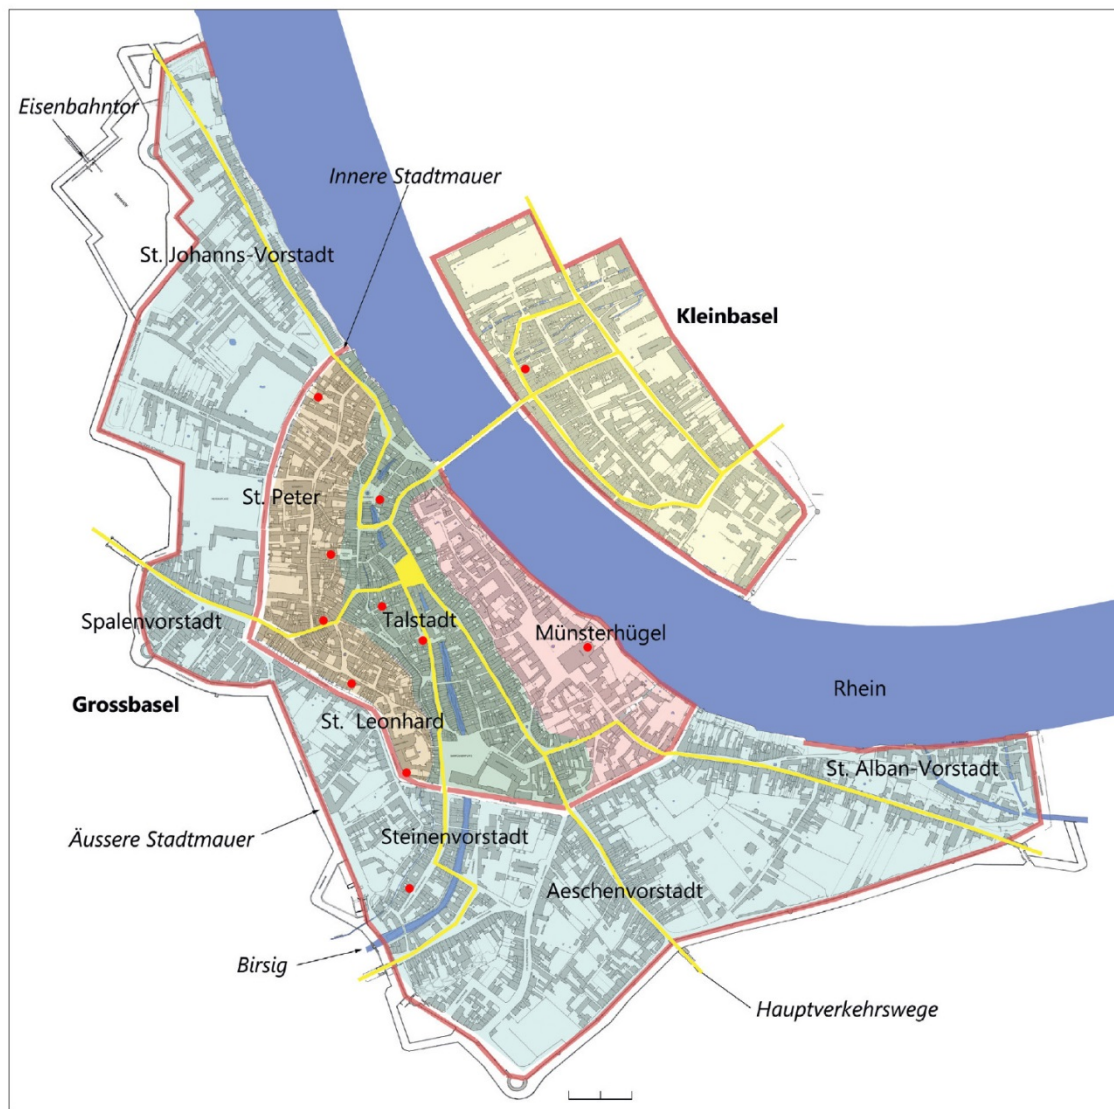 Eisenbahntor
Innere Stadtmauer
St. Johanns-Vorstadt
Kleinbasel
St. Peter
Spalenvorstadt
Talstadt
Münsterhügel
Grossbasel
St. Leonhard
Rhein
St. Alban-Vorstadt
Äussere Stadtmauer
Steinenvorstadt
Aeschenvorstadt
Birsig
Hauptverkehrswege